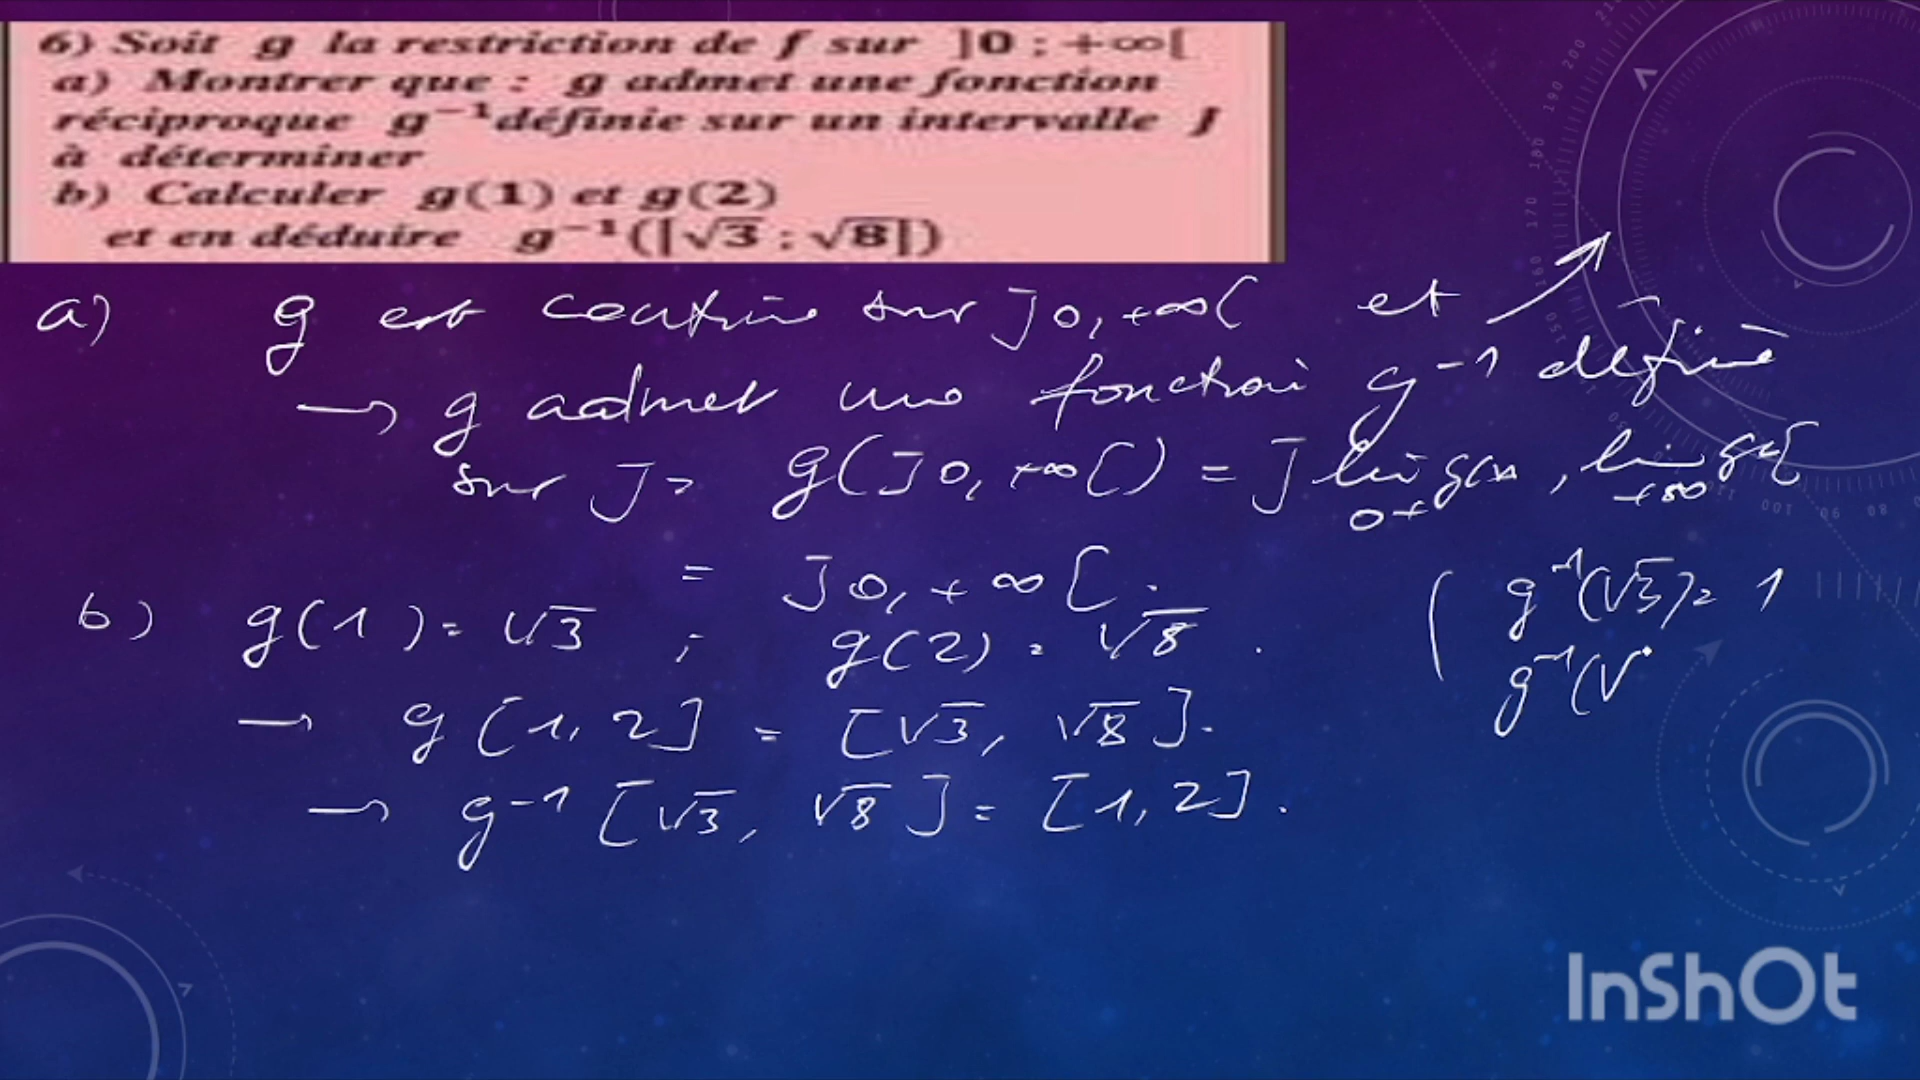 6) Soit g la restriction de f sur ]0 ; +∞[
a) Montrer que : g admet une fonction
réciproque g⁻¹ définie sur un intervalle J
à déterminer
b) Calculer g(1) et g(2)
et en déduire g⁻¹([√3 ; √8])
a) g est continue sur ]0, +∞[ et ↗
→ g admet une fonction g⁻¹ définie
sur J = g(]0, +∞[) = ] lim g(x), lim g(x)[
0+ +∞
= ]0, +∞[.
b) g(1) = √3 ; g(2) = √8.
→ g[1, 2] = [√3, √8].
→ g⁻¹[√3, √8] = [1, 2].
( g⁻¹(√3) = 1
g⁻¹(√
InShOt